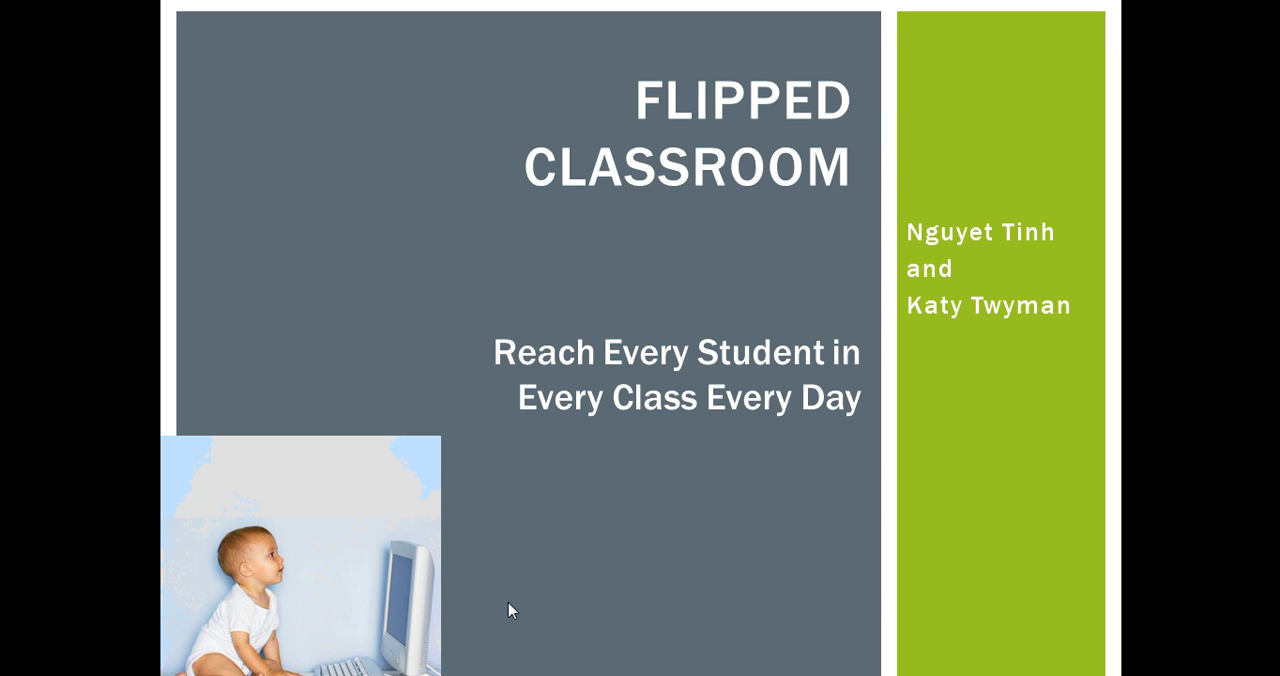 FLIPPED
CLASSROOM
Reach Every Student in
Every Class Every Day
Nguyet Tinh
and
Katy Twyman